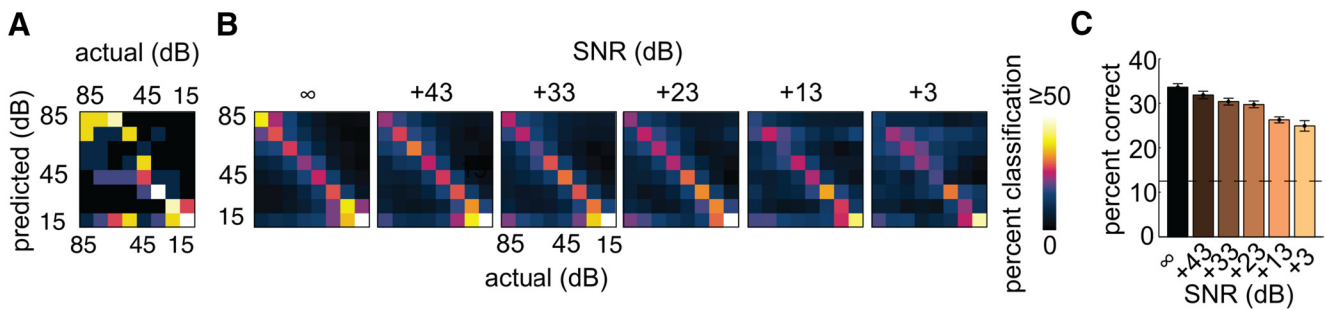 A
B
C
actual (dB)
SNR (dB)
85 45 15
∞ +43 +33 +23 +13 +3
predicted (dB)
85
45
15
85 45 15
85
45
15
85 45 15
actual (dB)
percent classification
≥50
0
percent correct
40
30
20
10
0
∞ +43 +33 +23 +13 +3
SNR (dB)